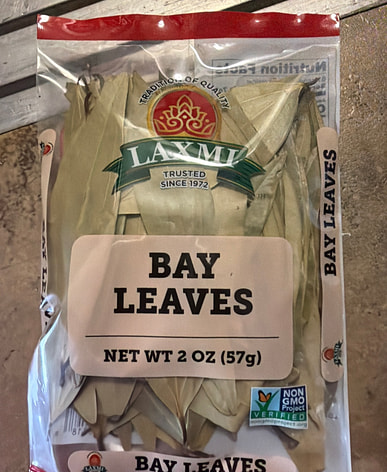 Nutrition Facts
TRADITION OF QUALITY
LAXMI
TRUSTED
SINCE 1972
BAY LEAVES
BAY
LEAVES
NET WT 2 OZ (57g)
NON
GMO
Project
VERIFIED
nongmoproject.org
BAY LEAVES